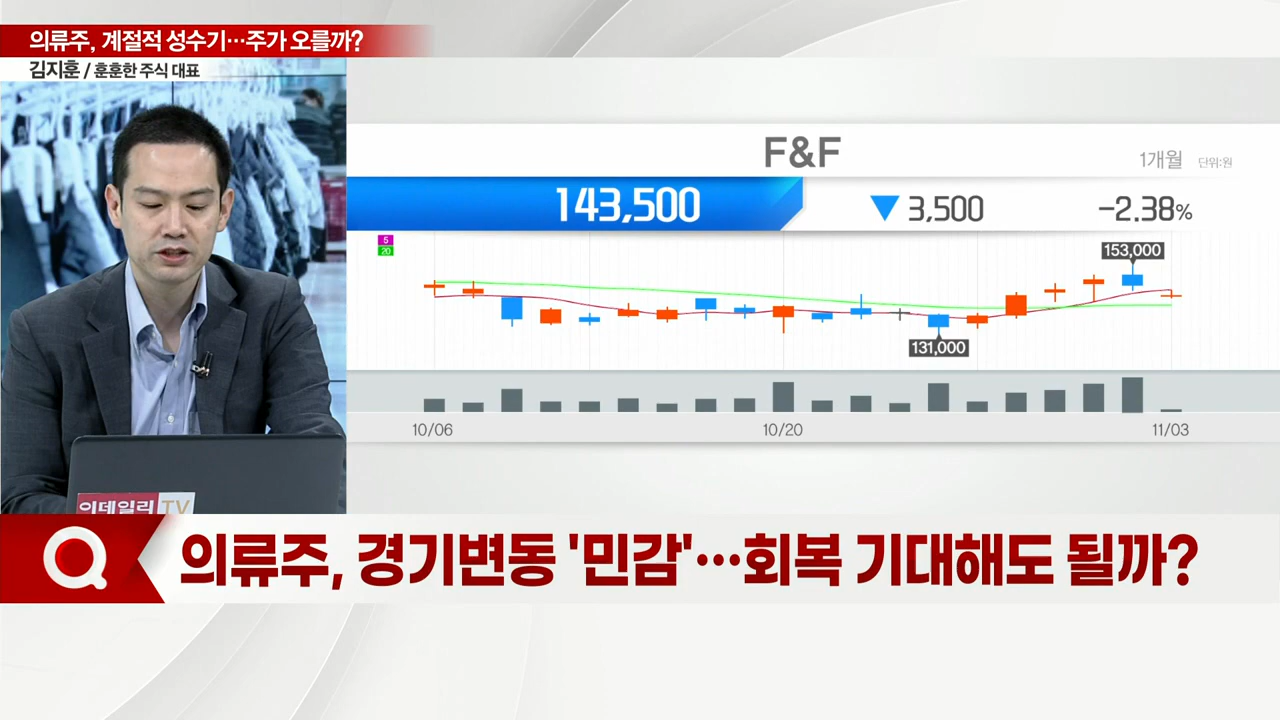 의류주, 계절적 성수기…주가 오를까?
김지훈 / 훈훈한 주식 대표
F&F
1개월 단위:원
143,500 ▼ 3,500 -2.38%
5
20
153,000
131,000
10/06 10/20 11/03
이데일리 TV
Q 의류주, 경기변동 '민감'…회복 기대해도 될까?